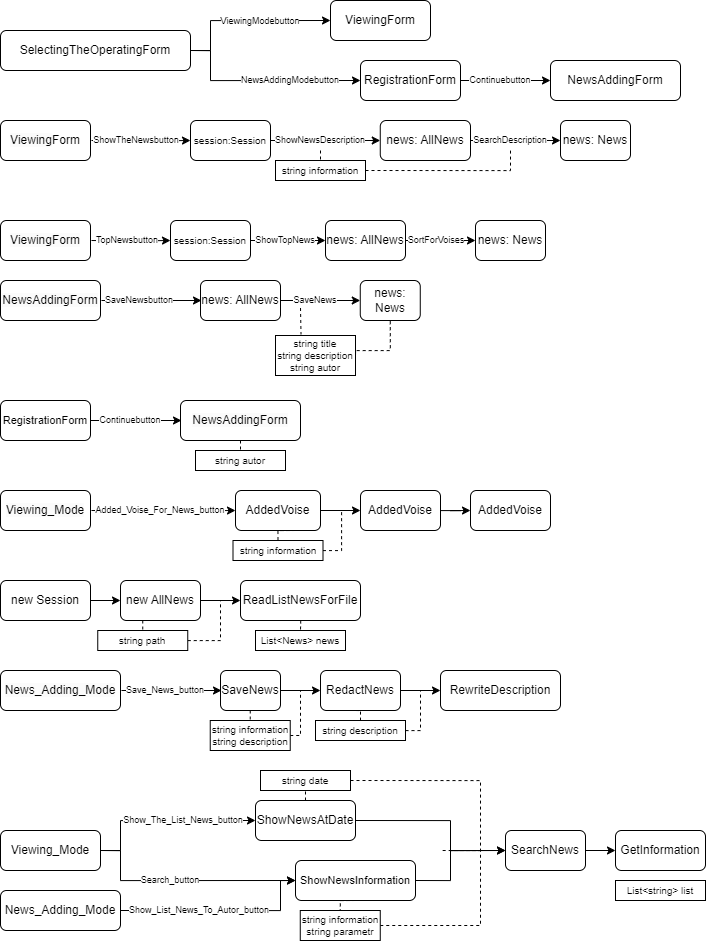 ViewingModebutton
ViewingForm
SelectingTheOperatingForm
NewsAddingModebutton
RegistrationForm
Continuebutton
NewsAddingForm
ViewingForm
ShowTheNewsbutton
session:Session
ShowNewsDescription
news: AllNews
SearchDescription
news: News
string information
ViewingForm
TopNewsbutton
session:Session
ShowTopNews
news: AllNews
SortForVoises
news: News
NewsAddingForm
SaveNewsbutton
news: AllNews
SaveNews
news:
News
string title
string description
string autor
RegistrationForm
Continuebutton
NewsAddingForm
string autor
Viewing_Mode
Added_Voise_For_News_button
AddedVoise
AddedVoise
AddedVoise
string information
new Session
new AllNews
ReadListNewsForFile
string path
List<News> news
News_Adding_Mode
Save_News_button
SaveNews
RedactNews
RewriteDescription
string information
string description
string description
string date
Show_The_List_News_button
ShowNewsAtDate
Viewing_Mode
SearchNews
GetInformation
Search_button
ShowNewsInformation
List<string> list
News_Adding_Mode
Show_List_News_To_Autor_button
string information
string parametr